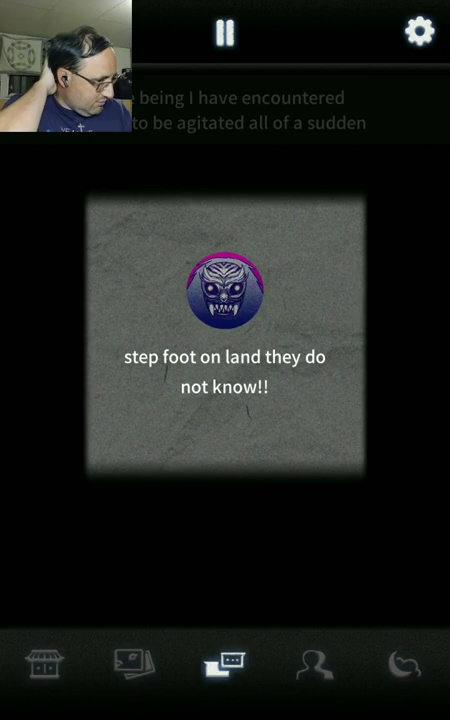 being I have encountered
to be agitated all of a sudden
step foot on land they do
not know!!